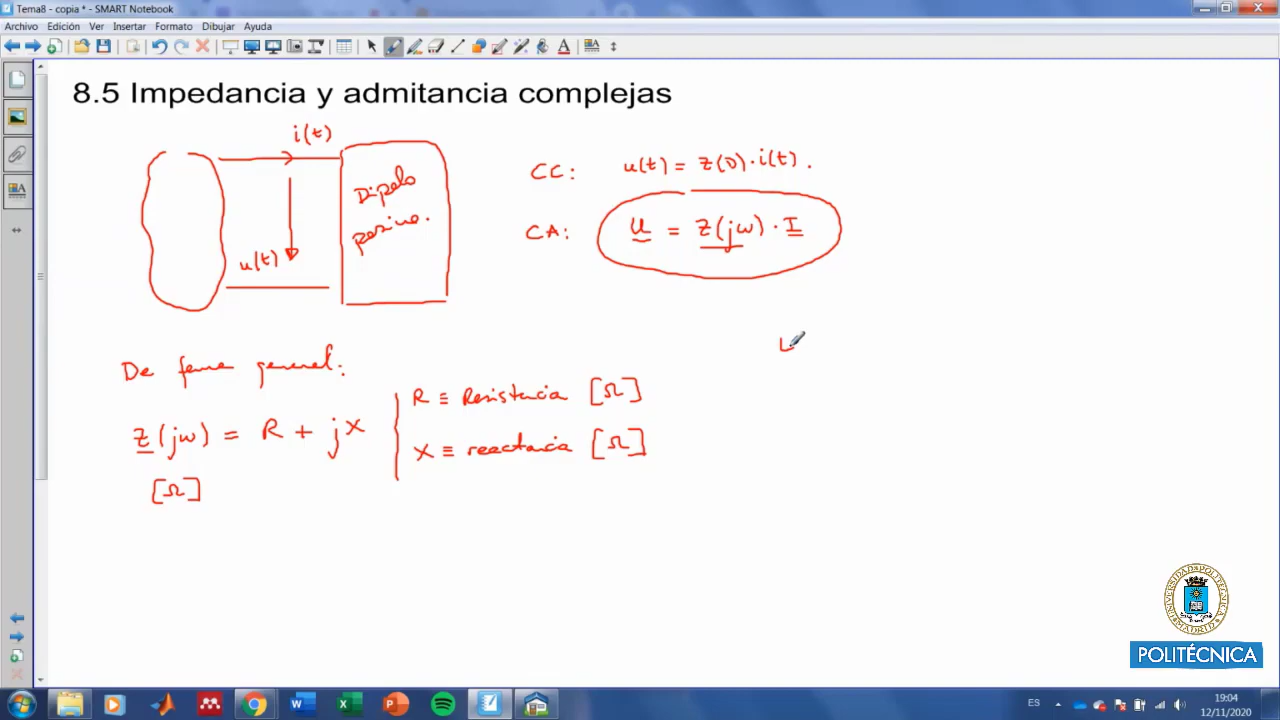 Tema8 - copia * - SMART Notebook
Archivo Edición Ver Insertar Formato Dibujar Ayuda
8.5 Impedancia y admitancia complejas
i(t)
u(t)
Dipolo
pasivo.
CC: u(t) = Z(0) · i(t).
CA: U = Z(jω) · I
De forma general:
Z(jω) = R + jX
[Ω]
R ≡ Resistencia [Ω]
X ≡ reactancia [Ω]
POLITÉCNICA
ES
19:04
12/11/2020